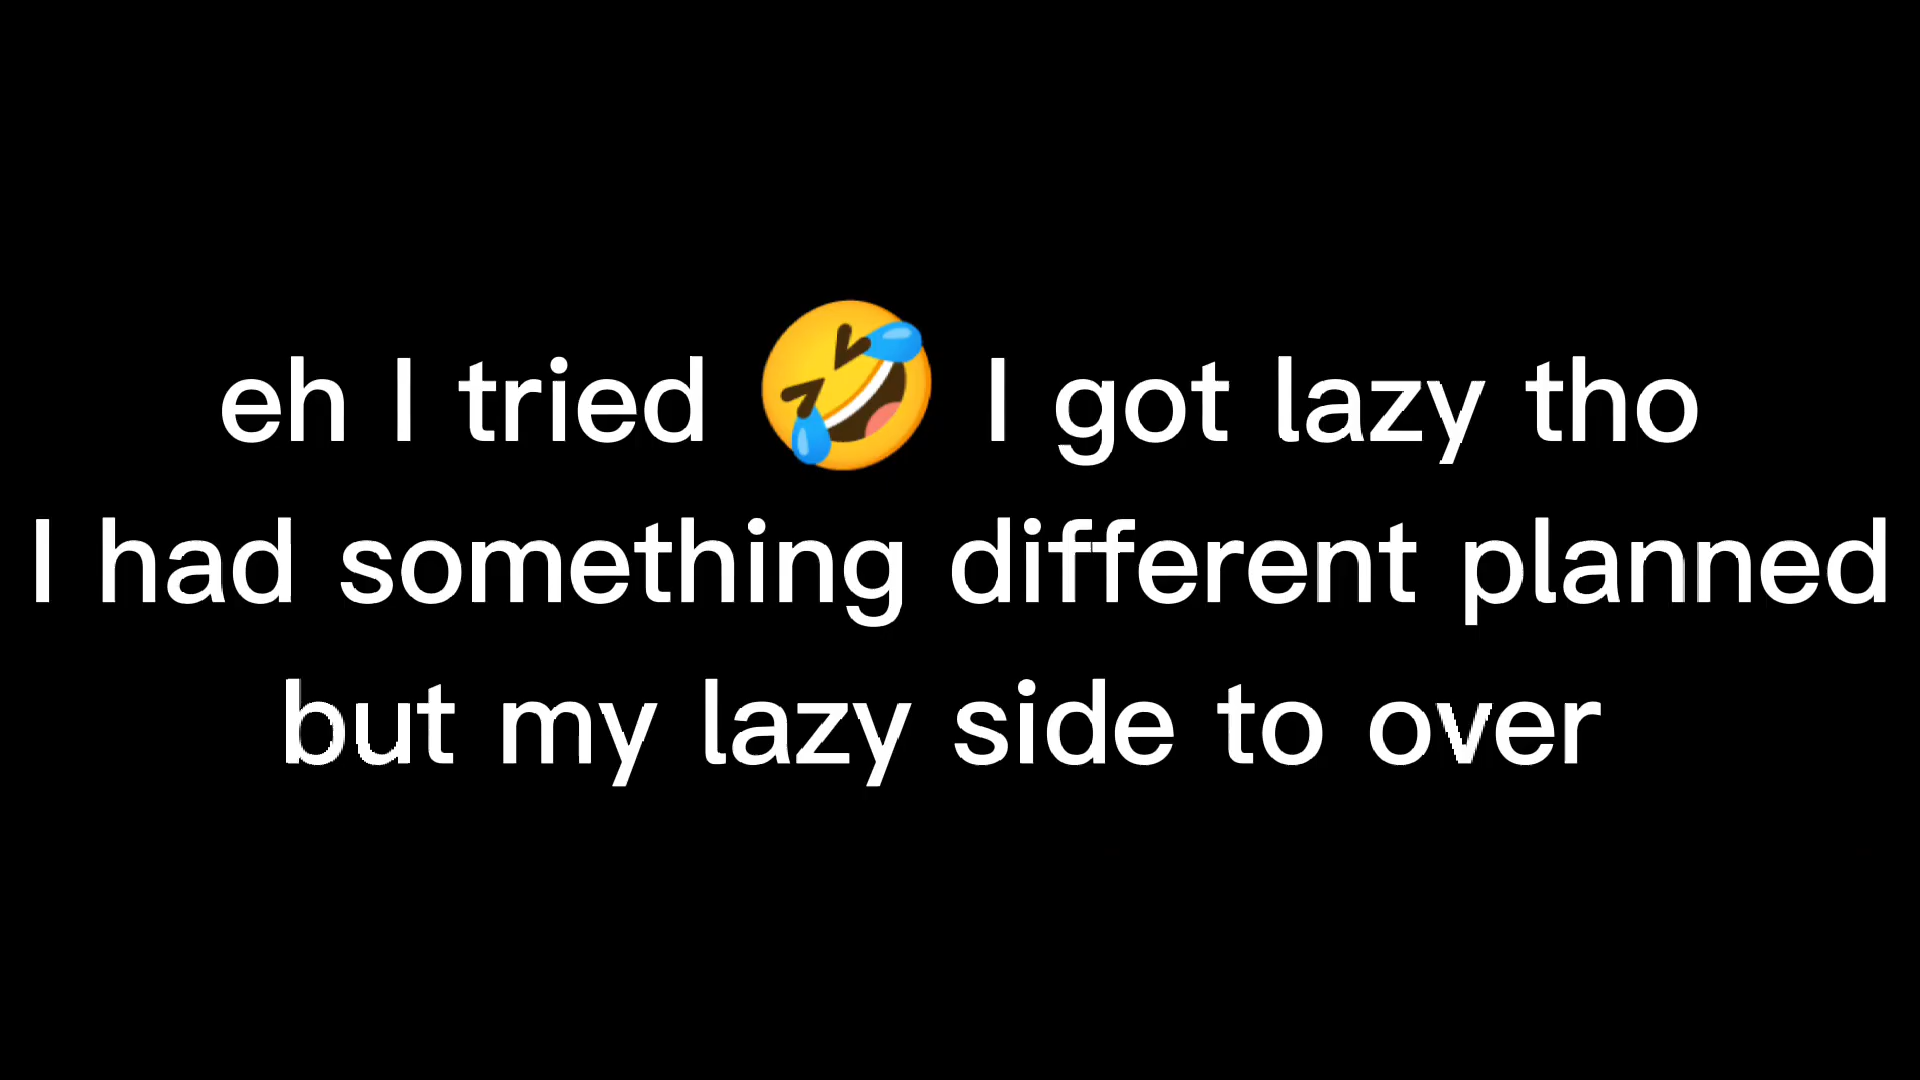 eh I tried 🤣 I got lazy tho
I had something different planned
but my lazy side to over